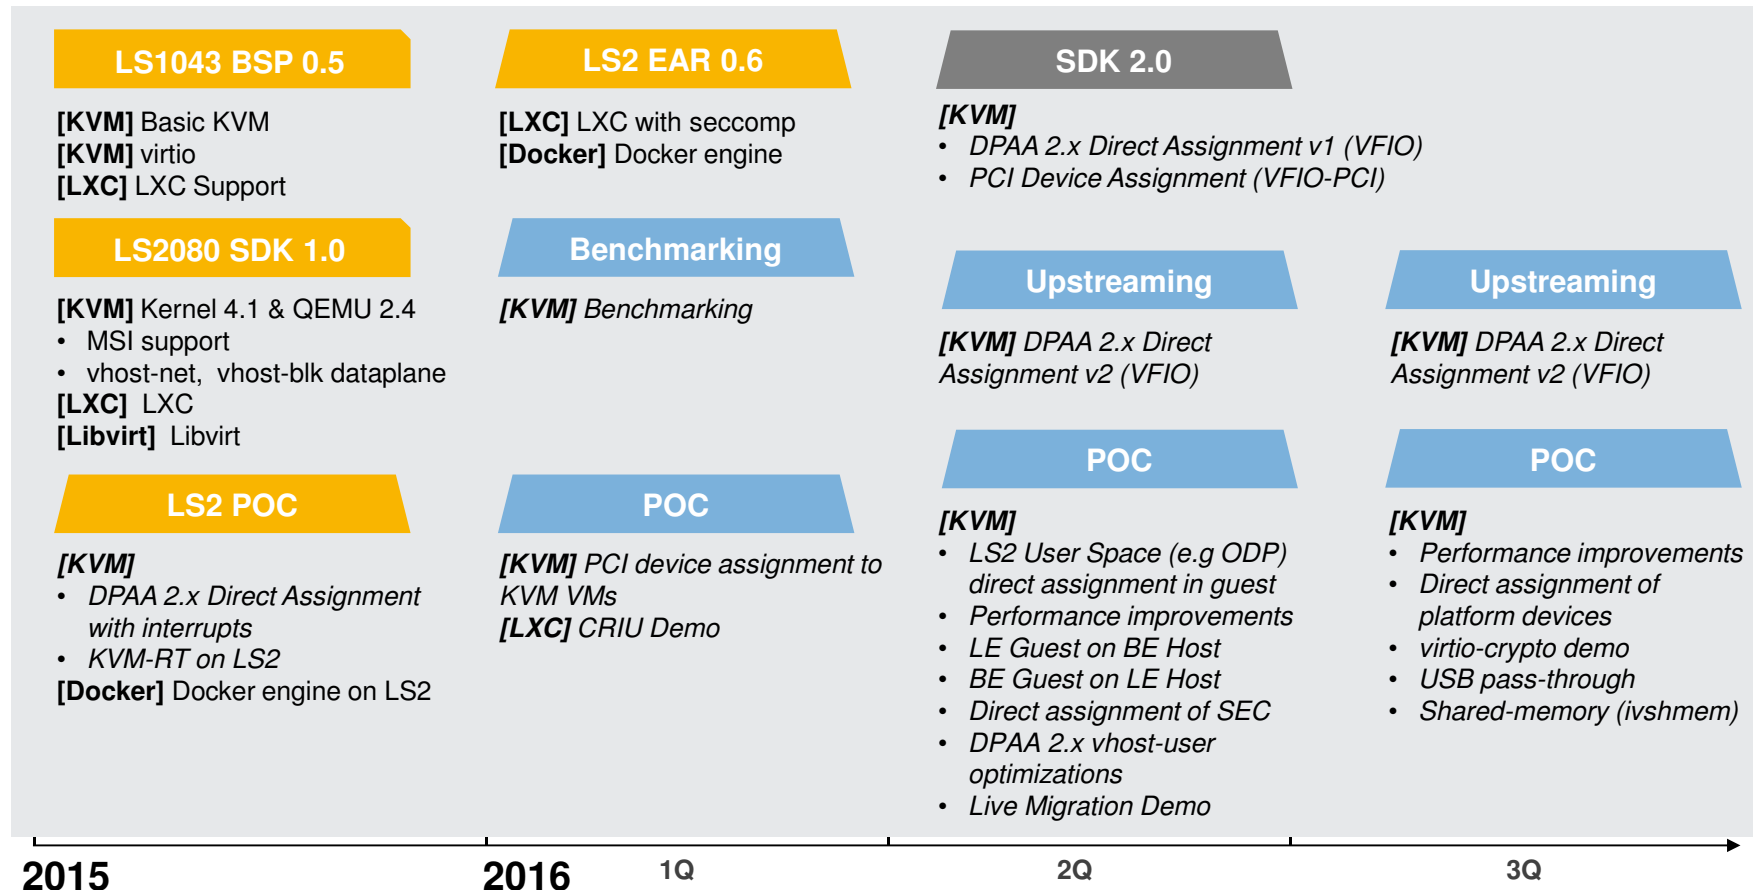 LS1043 BSP 0.5
[KVM] Basic KVM
[KVM] virtio
[LXC] LXC Support
LS2080 SDK 1.0
[KVM] Kernel 4.1 & QEMU 2.4
• MSI support
• vhost-net, vhost-blk dataplane
[LXC] LXC
[Libvirt] Libvirt
LS2 POC
[KVM]
• DPAA 2.x Direct Assignment
with interrupts
• KVM-RT on LS2
[Docker] Docker engine on LS2
LS2 EAR 0.6
[LXC] LXC with seccomp
[Docker] Docker engine
Benchmarking
[KVM] Benchmarking
POC
[KVM] PCI device assignment to
KVM VMs
[LXC] CRIU Demo
SDK 2.0
[KVM]
• DPAA 2.x Direct Assignment v1 (VFIO)
• PCI Device Assignment (VFIO-PCI)
Upstreaming
[KVM] DPAA 2.x Direct
Assignment v2 (VFIO)
POC
[KVM]
• LS2 User Space (e.g ODP)
direct assignment in guest
• Performance improvements
• LE Guest on BE Host
• BE Guest on LE Host
• Direct assignment of SEC
• DPAA 2.x vhost-user
optimizations
• Live Migration Demo
Upstreaming
[KVM] DPAA 2.x Direct
Assignment v2 (VFIO)
POC
[KVM]
• Performance improvements
• Direct assignment of
platform devices
• virtio-crypto demo
• USB pass-through
• Shared-memory (ivshmem)
2015
2016
1Q
2Q
3Q